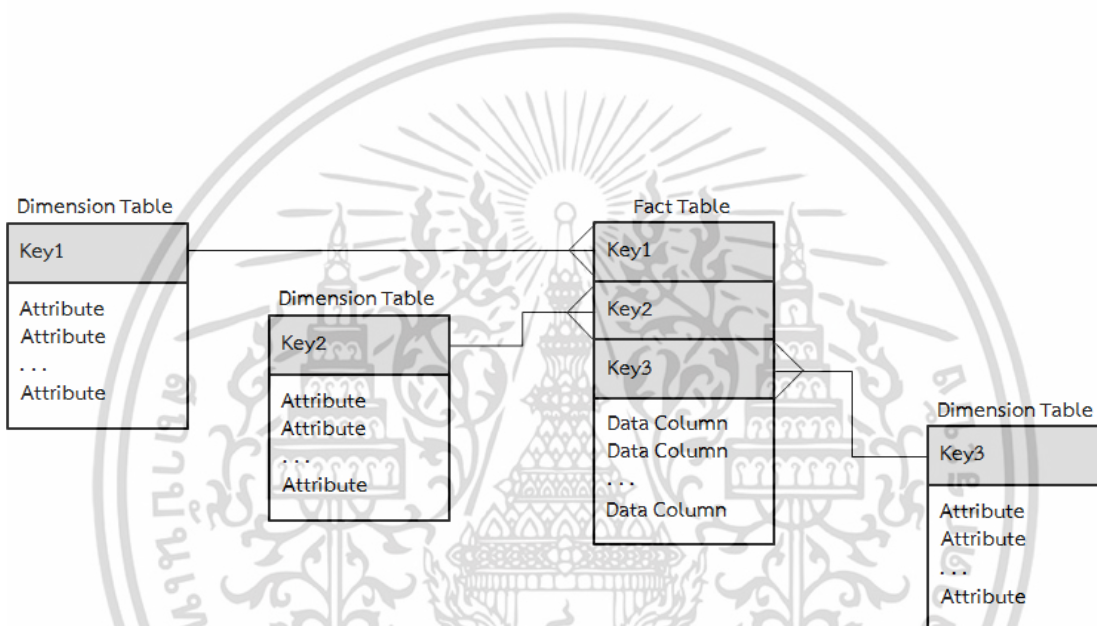 Dimension Table
Key1
Attribute
Attribute
. . .
Attribute
Dimension Table
Key2
Attribute
Attribute
. . .
Attribute
Fact Table
Key1
Key2
Key3
Data Column
Data Column
. . .
Data Column
Dimension Table
Key3
Attribute
Attribute
. . .
Attribute